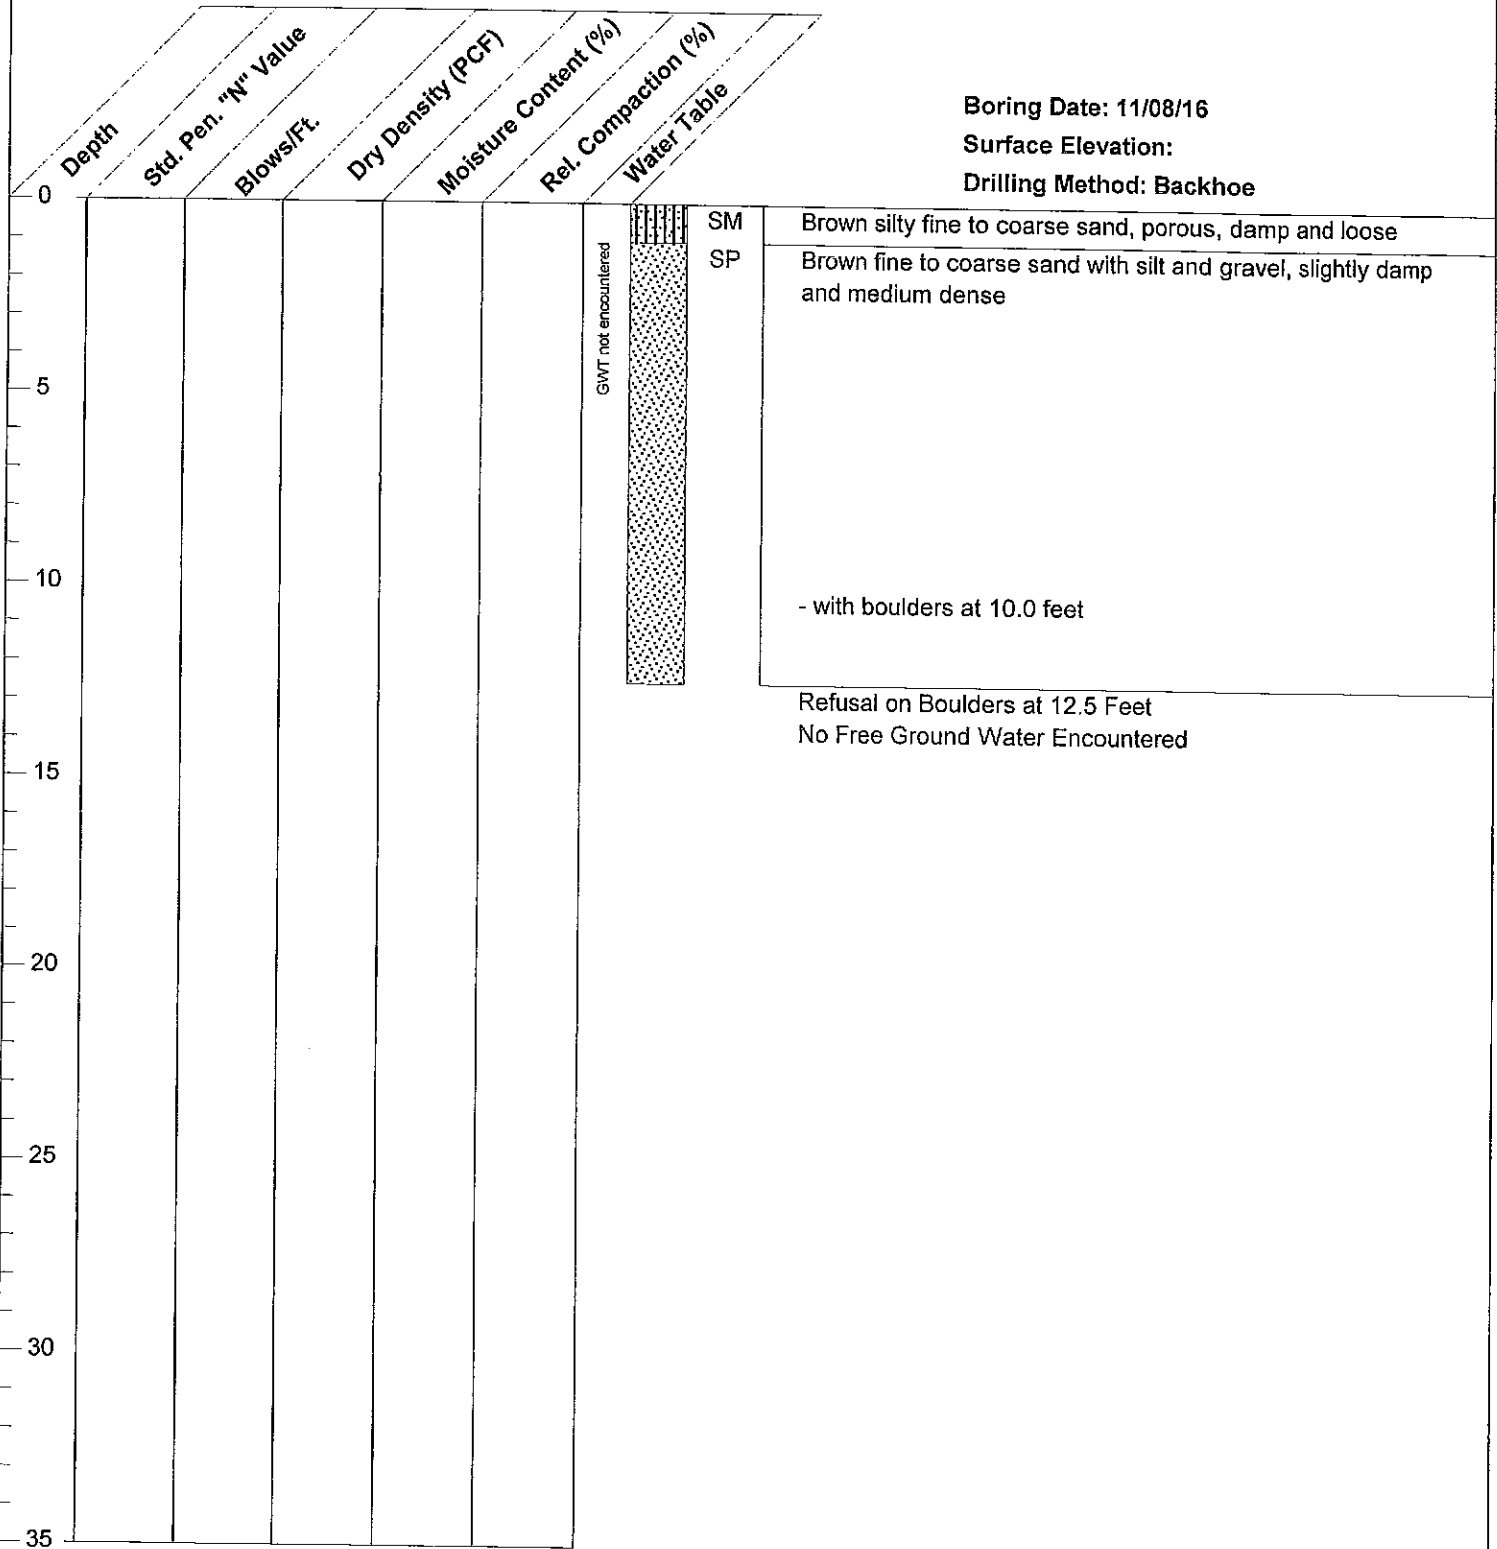 Depth
Std. Pen. "N" Value
Blows/Ft.
Dry Density (PCF)
Moisture Content (%)
Rel. Compaction (%)
Water Table
Boring Date: 11/08/16
Surface Elevation:
Drilling Method: Backhoe
0
GWT not encountered
SM
Brown silty fine to coarse sand, porous, damp and loose
SP
Brown fine to coarse sand with silt and gravel, slightly damp
and medium dense
5
10
- with boulders at 10.0 feet
Refusal on Boulders at 12.5 Feet
No Free Ground Water Encountered
15
20
25
30
35